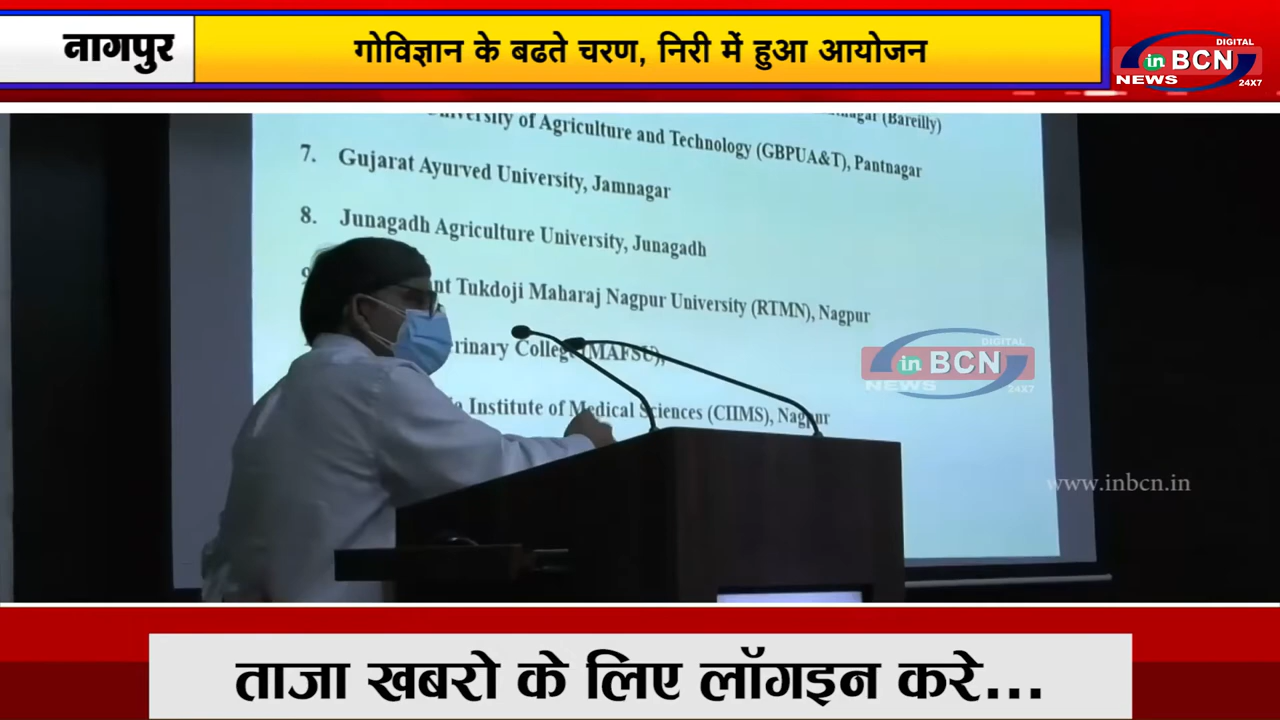 नागपुर
गोविज्ञान के बढते चरण, निरी में हुआ आयोजन
DIGITAL
in BCN
NEWS 24X7
(Bareilly)
of Agriculture and Technology (GBPUA&T), Pantnagar
7. Gujarat Ayurved University, Jamnagar
8. Junagadh Agriculture University, Junagadh
Tukdoji Maharaj Nagpur University (RTMN), Nagpur
College (MAFSU),
Institute of Medical Sciences (CIIMS), Nagpur
DIGITAL
in BCN
NEWS 24X7
www.inbcn.in
ताजा खबरो के लिए लॉगइन करे...